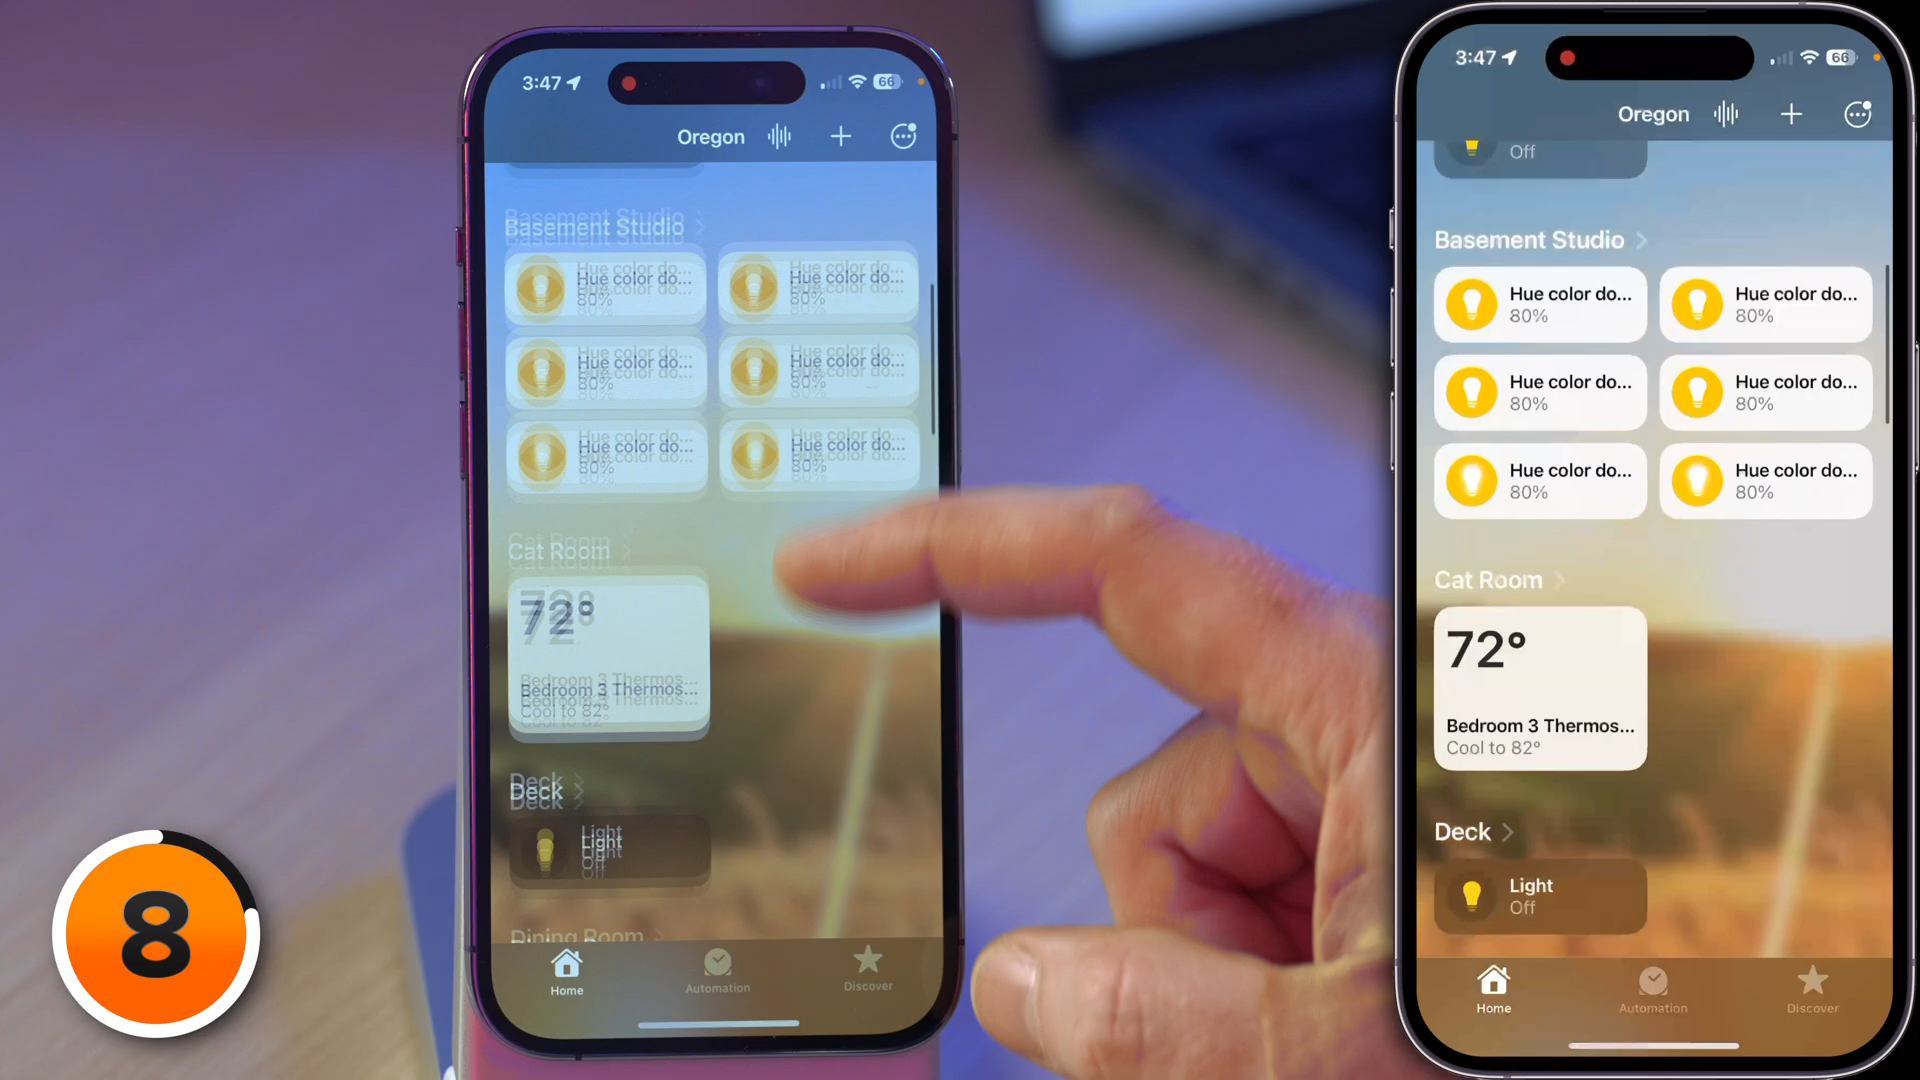 3:47
66
Oregon
Basement Studio
Hue color do...
80%
Hue color do...
80%
Hue color do...
80%
Hue color do...
80%
Hue color do...
80%
Hue color do...
80%
Cat Room
72°
Bedroom 3 Thermos...
Cool to 82°
Deck
Light
Off
Dining Room
Home
Automation
Discover
8
3:47
66
Oregon
Off
Basement Studio
Hue color do...
80%
Hue color do...
80%
Hue color do...
80%
Hue color do...
80%
Hue color do...
80%
Hue color do...
80%
Cat Room
72°
Bedroom 3 Thermos...
Cool to 82°
Deck
Light
Off
Home
Automation
Discover